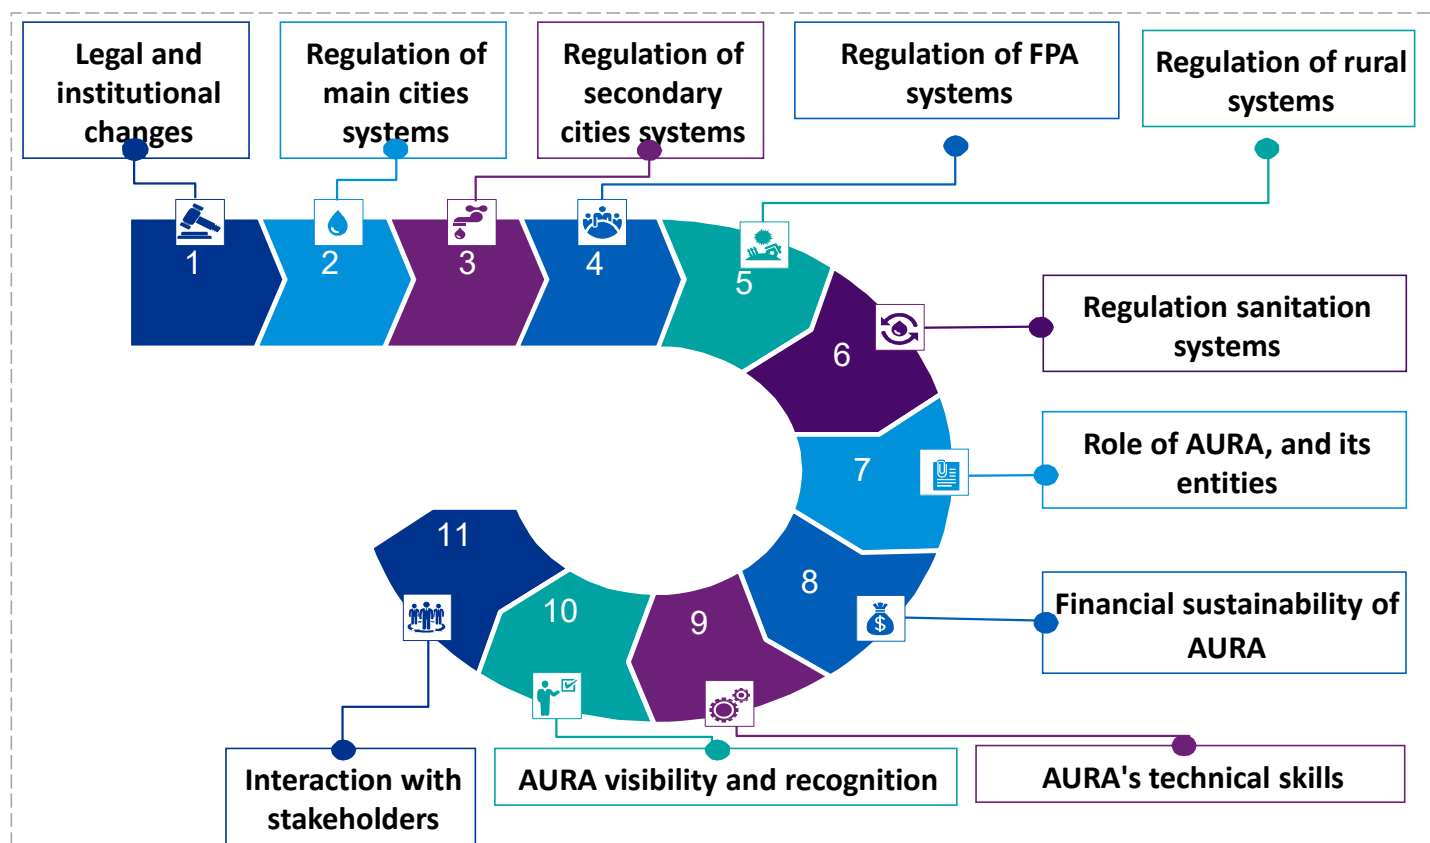 Legal and
institutional
changes
Regulation of
main cities
systems
Regulation of
secondary
cities systems
Regulation of FPA
systems
Regulation of rural
systems
1
2
3
4
5
6
7
8
9
10
11
Regulation sanitation
systems
Role of AURA, and its
entities
Financial sustainability of
AURA
AURA's technical skills
AURA visibility and recognition
Interaction with
stakeholders